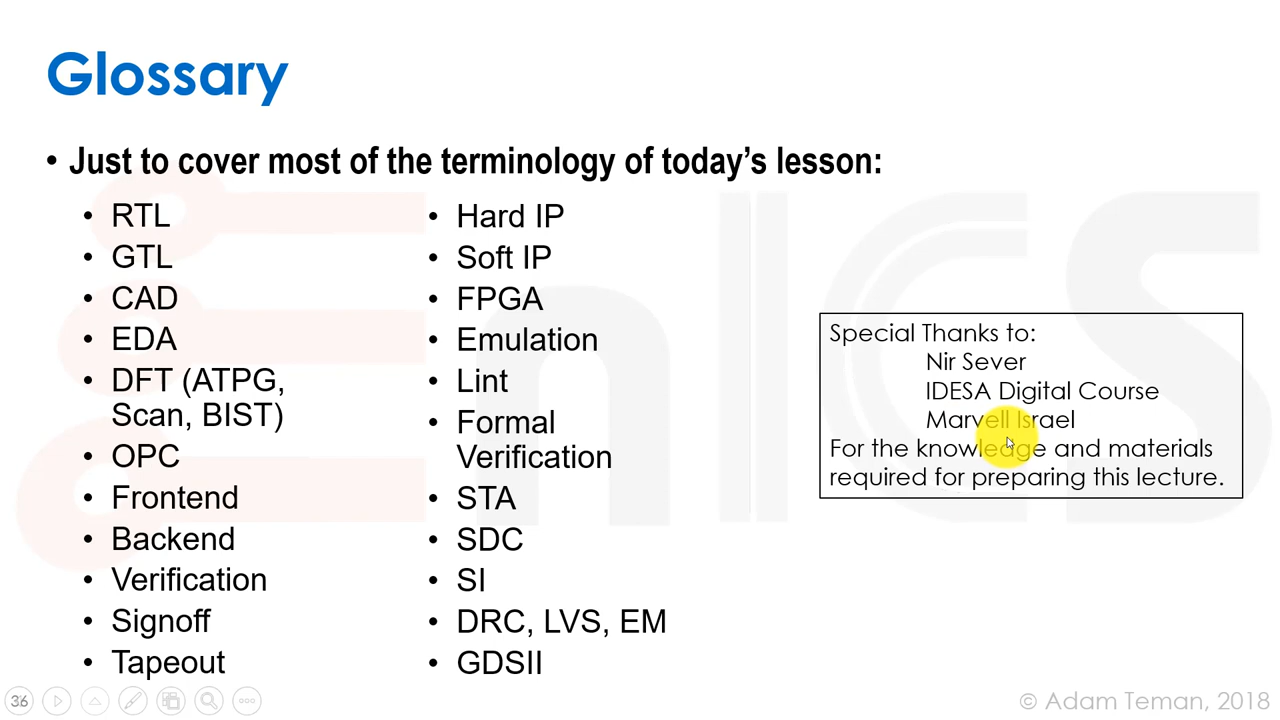 Glossary
• Just to cover most of the terminology of today’s lesson:
• RTL
• GTL
• CAD
• EDA
• DFT (ATPG,
Scan, BIST)
• OPC
• Frontend
• Backend
• Verification
• Signoff
• Tapeout
• Hard IP
• Soft IP
• FPGA
• Emulation
• Lint
• Formal
Verification
• STA
• SDC
• SI
• DRC, LVS, EM
• GDSII
Special Thanks to:
Nir Sever
IDESA Digital Course
Marvell Israel
For the knowledge and materials
required for preparing this lecture.
36
© Adam Teman, 2018
enICS